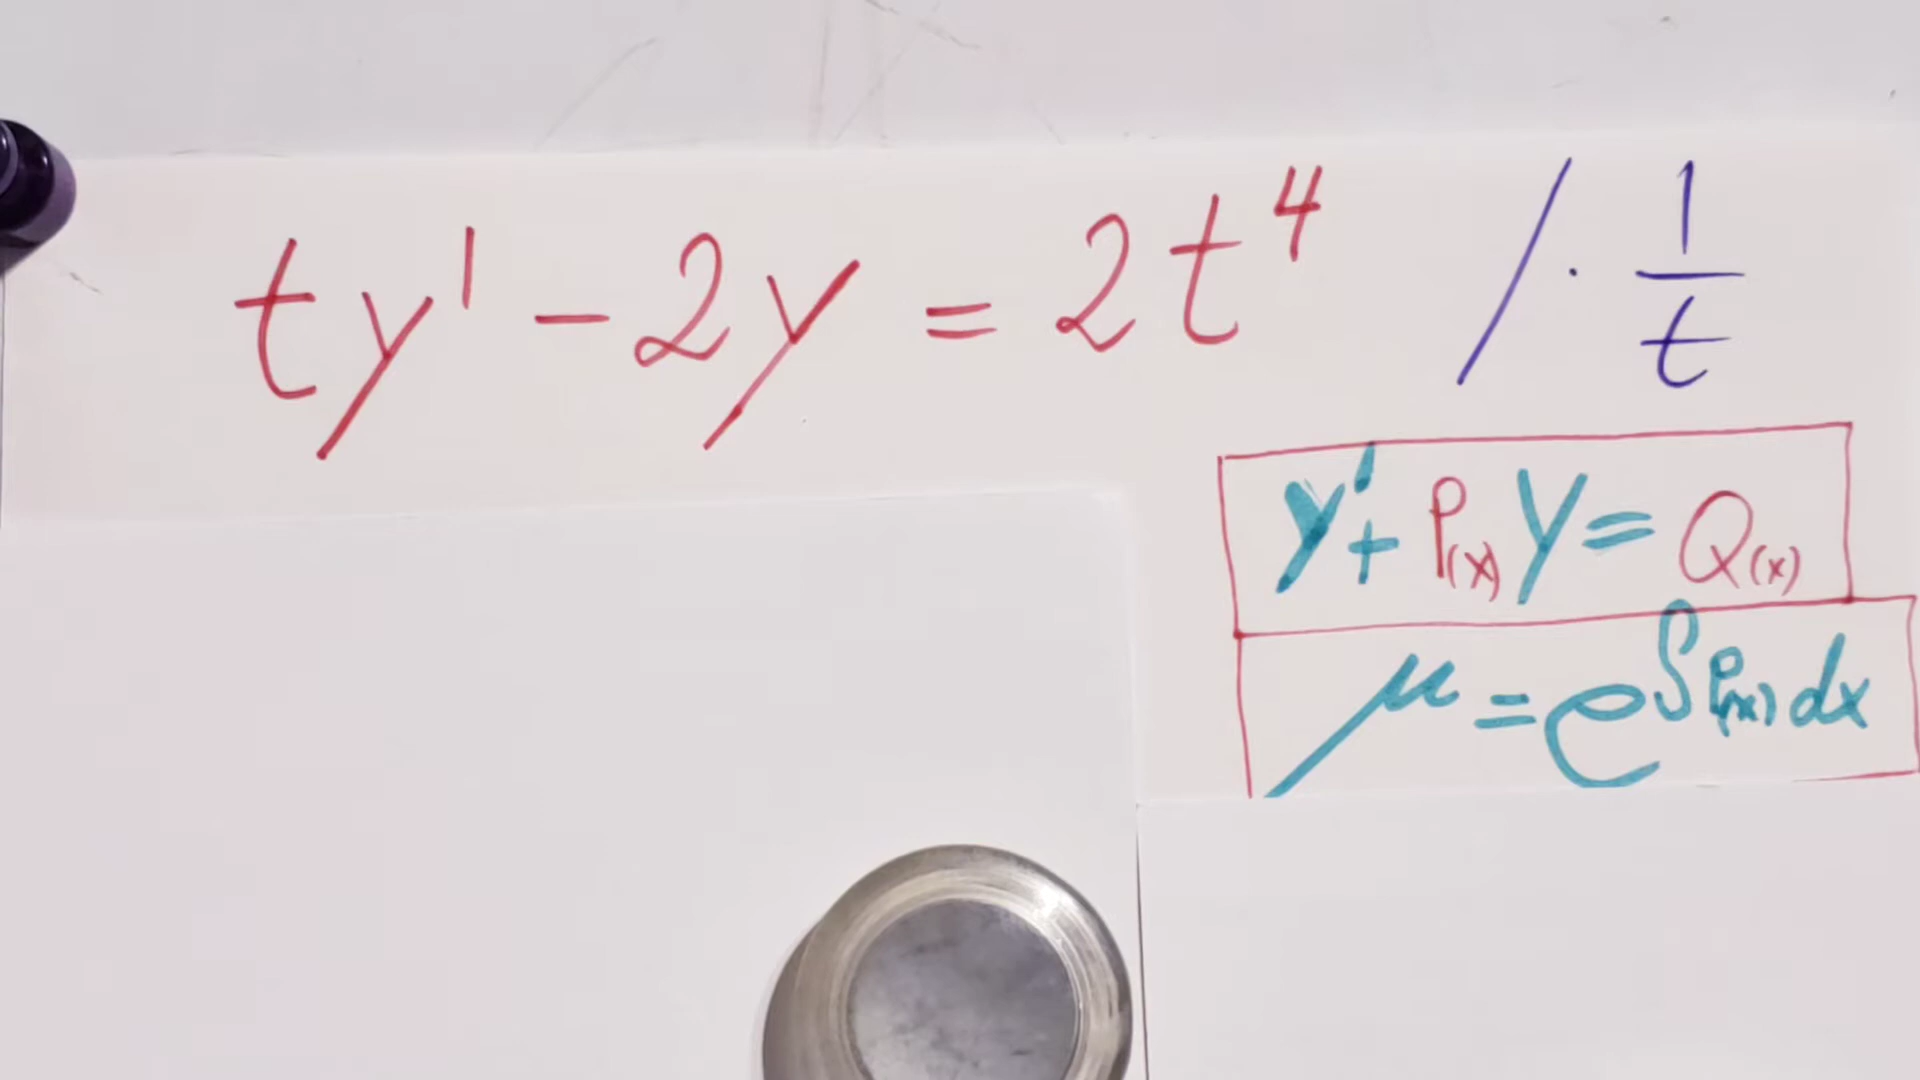 ty' - 2y = 2t⁴ / · 1/t
y' + P(x) y = Q(x)
μ = e^∫P(x)dx